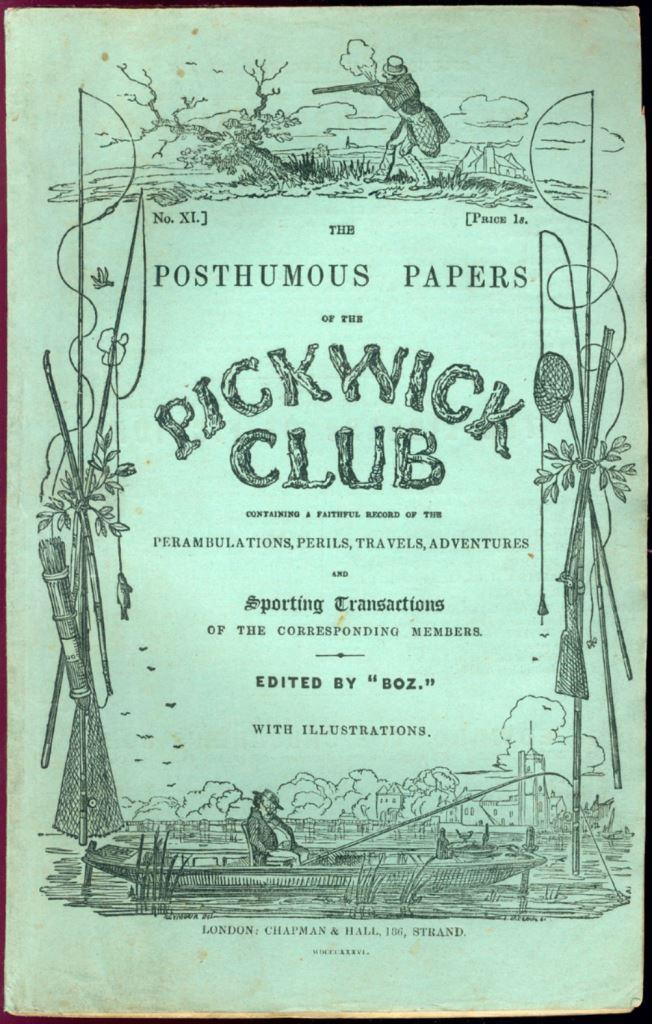 No. XI.] [PRICE 1s.
THE
POSTHUMOUS PAPERS
OF THE
PICKWICK
CLUB
CONTAINING A FAITHFUL RECORD OF THE
PERAMBULATIONS, PERILS, TRAVELS, ADVENTURES
AND
Sporting Transactions
OF THE CORRESPONDING MEMBERS.
EDITED BY “BOZ.”
WITH ILLUSTRATIONS.
LONDON: CHAPMAN & HALL, 186, STRAND.
MDCCCXXXVI.